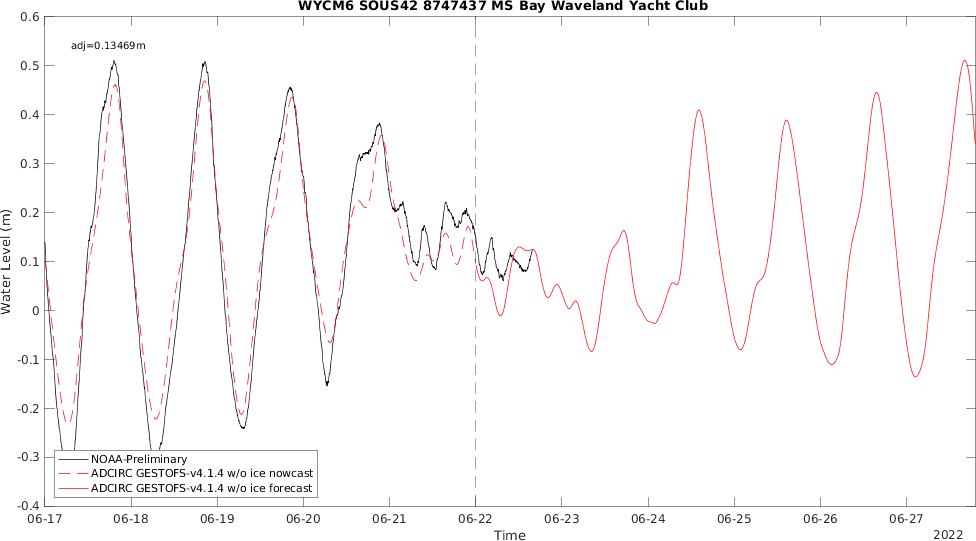 WYCM6 SOUS42 8747437 MS Bay Waveland Yacht Club
adj=0.13469m
Water Level (m)
0.6
0.5
0.4
0.3
0.2
0.1
0
-0.1
-0.2
-0.3
-0.4
NOAA-Preliminary
ADCIRC GESTOFS-v4.1.4 w/o ice nowcast
ADCIRC GESTOFS-v4.1.4 w/o ice forecast
06-17 06-18 06-19 06-20 06-21 06-22 06-23 06-24 06-25 06-26 06-27
Time
2022